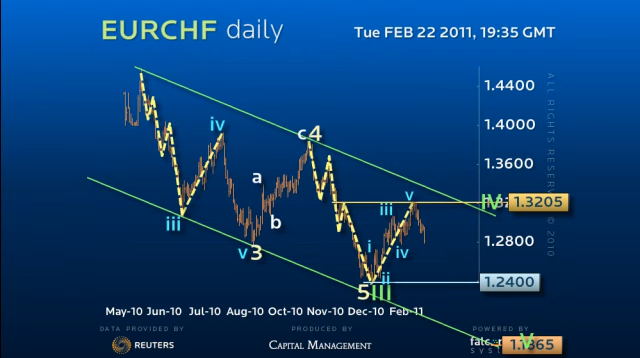 EURCHF daily
Tue FEB 22 2011, 19:35 GMT
1.4400
1.4000
1.3600
1.3205
1.2800
1.2400
1.1365
ALL RIGHTS RESERV
© 2010
iv
c4
a
b
iii
v3
v
iii
i
iv
ii
5III
IV
V
May-10 Jun-10 Jul-10 Aug-10 Oct-10 Nov-10 Dec-10 Feb-11
DATA PROVIDED BY
REUTERS
PRODUCED BY
CAPITAL MANAGEMENT
POWERED BY